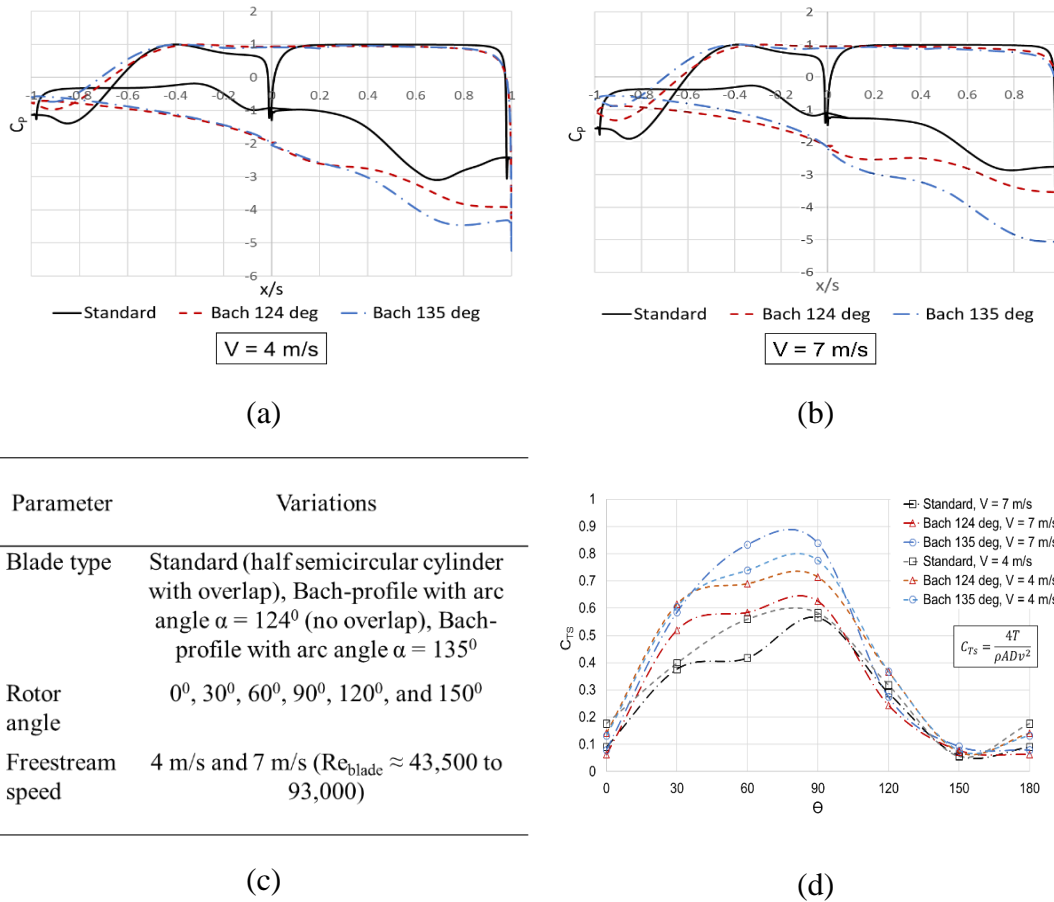 2
1
0
-1 -0.8 -0.6 -0.4 -0.2 0 0.2 0.4 0.6 0.8 1
-1
-2
-3
-4
-5
-6
C_P
x/s
Standard Bach 124 deg Bach 135 deg
V = 4 m/s
(a)
2
1
0
-1 -0.8 -0.6 -0.4 -0.2 0 0.2 0.4 0.6 0.8
-1
-2
-3
-4
-5
-6
C_P
x/s
Standard Bach 124 deg Bach 135 deg
V = 7 m/s
(b)
Parameter Variations
Blade type Standard (half semicircular cylinder
with overlap), Bach-profile with arc
angle α = 124⁰ (no overlap), Bach-
profile with arc angle α = 135⁰
Rotor 0⁰, 30⁰, 60⁰, 90⁰, 120⁰, and 150⁰
angle
Freestream 4 m/s and 7 m/s (Re_blade ≈ 43,500 to
speed 93,000)
(c)
1
0.9
0.8
0.7
0.6
0.5
0.4
0.3
0.2
0.1
0
C_TS
0 30 60 90 120 150 180
Θ
Standard, V = 7 m/s
Bach 124 deg, V = 7 m/s
Bach 135 deg, V = 7 m/s
Standard, V = 4 m/s
Bach 124 deg, V = 4 m/s
Bach 135 deg, V = 4 m/s
C_Ts = 4T / ρADv²
(d)